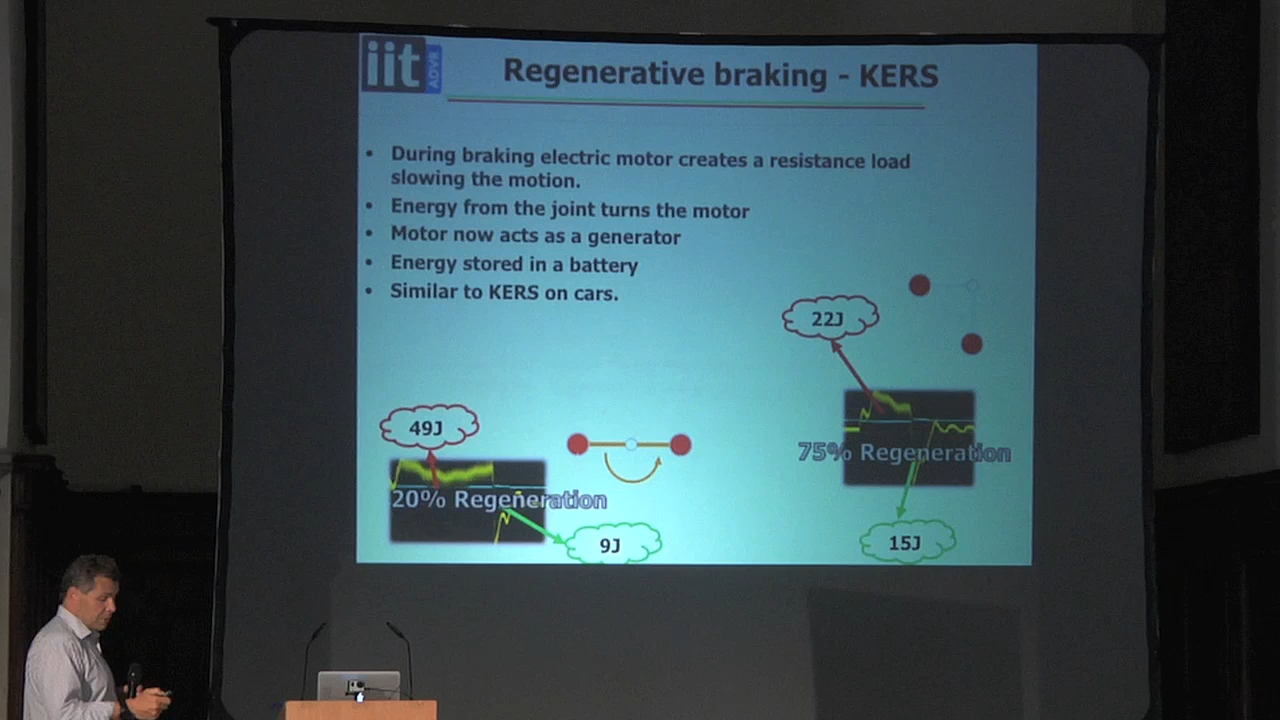 iit
ADVR
Regenerative braking - KERS
• During braking electric motor creates a resistance load
slowing the motion.
• Energy from the joint turns the motor
• Motor now acts as a generator
• Energy stored in a battery
• Similar to KERS on cars.
22J
49J
75% Regeneration
20% Regeneration
9J
15J